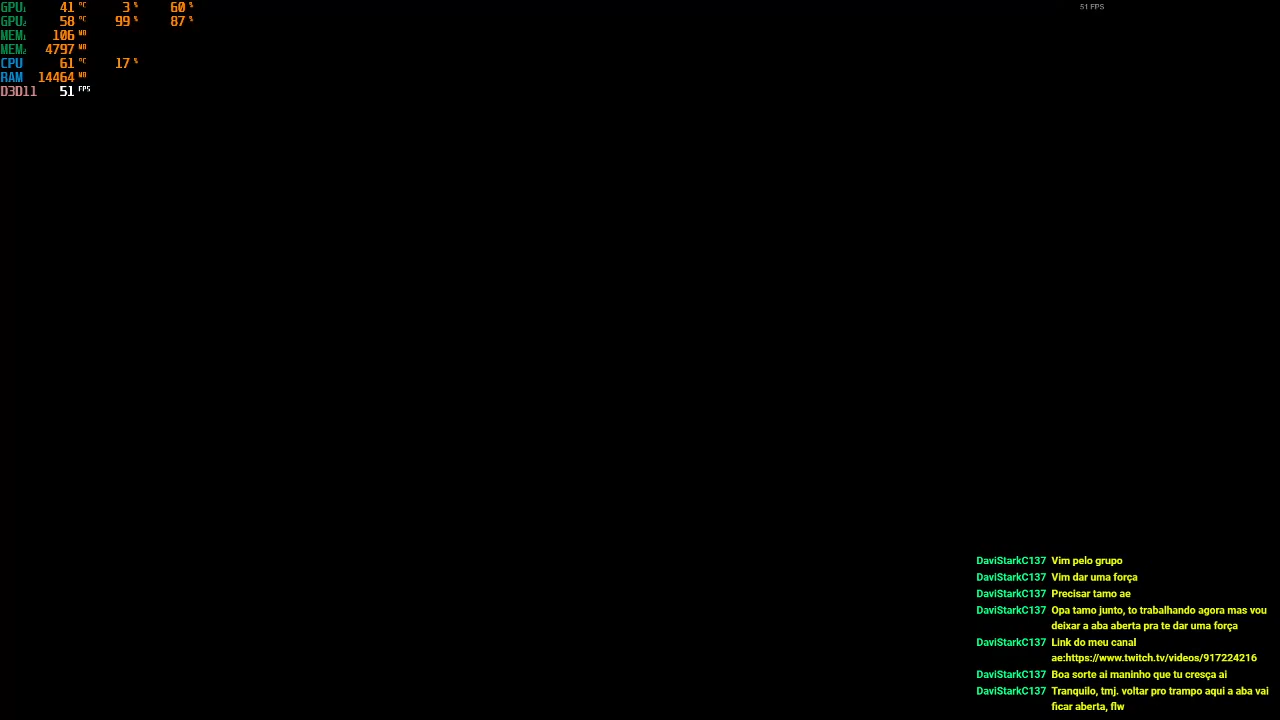 GPU₁ 41 °C 3 % 60 %
51 FPS
GPU₂ 58 °C 99 % 87 %
MEM₁ 106 MB
MEM₂ 4797 MB
CPU 61 °C 17 %
RAM 14464 MB
D3D11 51 FPS
DaviStarkC137 Vim pelo grupo
DaviStarkC137 Vim dar uma força
DaviStarkC137 Precisar tamo ae
DaviStarkC137 Opa tamo junto, to trabalhando agora mas vou
deixar a aba aberta pra te dar uma força
DaviStarkC137 Link do meu canal
ae:https://www.twitch.tv/videos/917224216
DaviStarkC137 Boa sorte ai maninho que tu cresça ai
DaviStarkC137 Tranquilo, tmj. voltar pro trampo aqui a aba vai
ficar aberta, flw